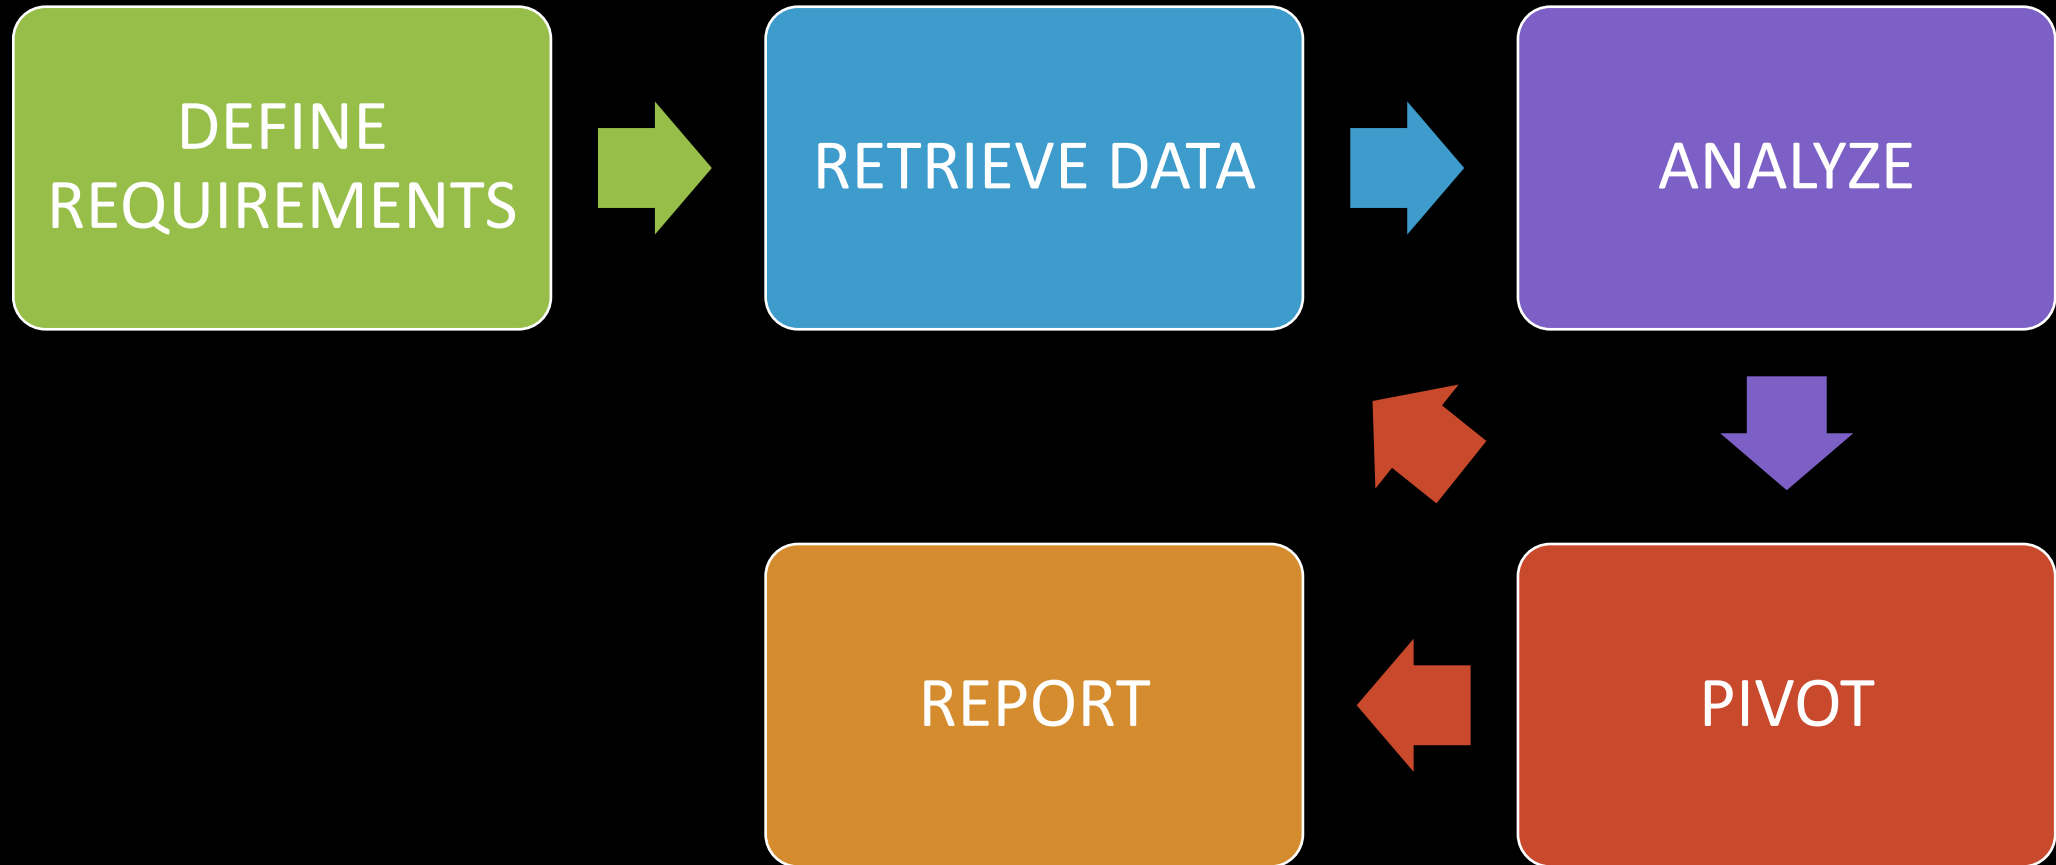 DEFINE
REQUIREMENTS
RETRIEVE DATA
ANALYZE
PIVOT
REPORT